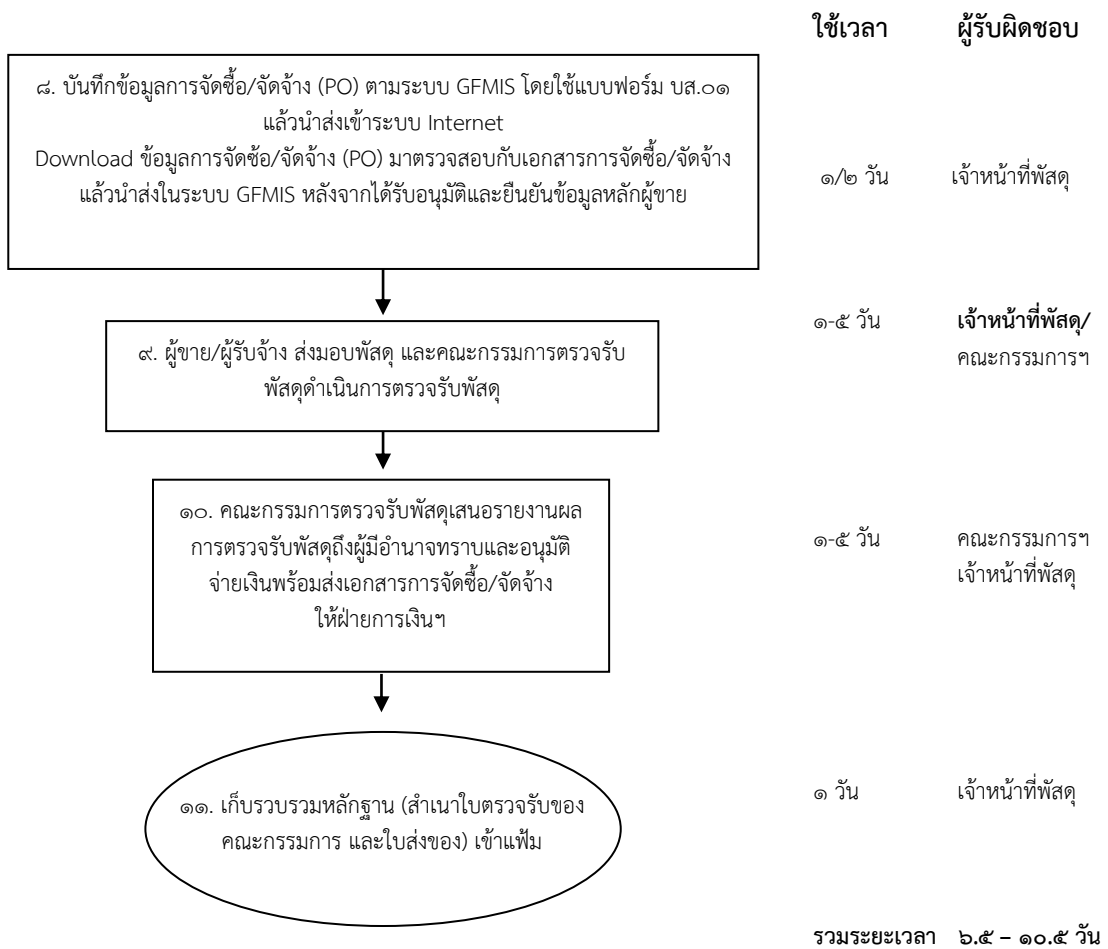 ใช้เวลา ผู้รับผิดชอบ
๘. บันทึกข้อมูลการจัดซื้อ/จัดจ้าง (PO) ตามระบบ GFMIS โดยใช้แบบฟอร์ม บส.๐๑
แล้วนำส่งเข้าระบบ Internet
Download ข้อมูลการจัดซ้อ/จัดจ้าง (PO) มาตรวจสอบกับเอกสารการจัดซื้อ/จัดจ้าง
แล้วนำส่งในระบบ GFMIS หลังจากได้รับอนุมัติและยืนยันข้อมูลหลักผู้ขาย
๑/๒ วัน เจ้าหน้าที่พัสดุ
๙. ผู้ขาย/ผู้รับจ้าง ส่งมอบพัสดุ และคณะกรรมการตรวจรับ
พัสดุดำเนินการตรวจรับพัสดุ
๑-๕ วัน เจ้าหน้าที่พัสดุ/
คณะกรรมการฯ
๑๐. คณะกรรมการตรวจรับพัสดุเสนอรายงานผล
การตรวจรับพัสดุถึงผู้มีอำนาจทราบและอนุมัติ
จ่ายเงินพร้อมส่งเอกสารการจัดซื้อ/จัดจ้าง
ให้ฝ่ายการเงินฯ
๑-๕ วัน คณะกรรมการฯ
เจ้าหน้าที่พัสดุ
๑๑. เก็บรวบรวมหลักฐาน (สำเนาใบตรวจรับของ
คณะกรรมการ และใบส่งของ) เข้าแฟ้ม
๑ วัน เจ้าหน้าที่พัสดุ
รวมระยะเวลา ๖.๕ – ๑๐.๕ วัน